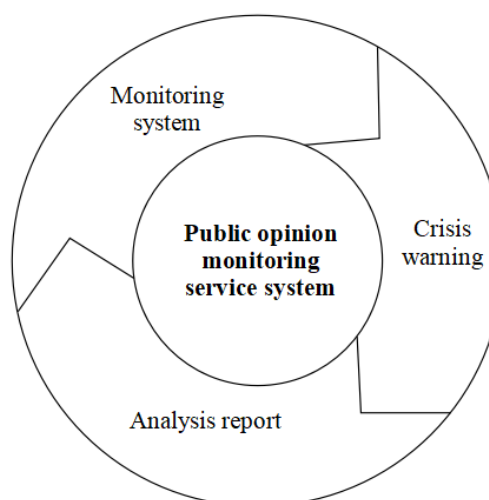 Monitoring
system
Public opinion
monitoring
service system
Crisis
warning
Analysis report